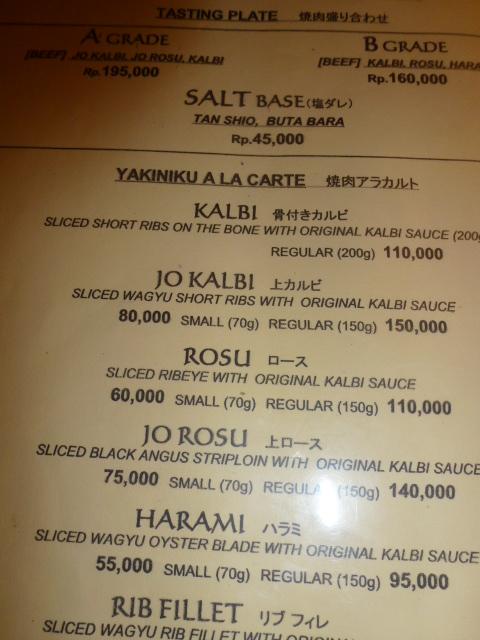 TASTING PLATE 焼肉盛り合わせ
A GRADE
[BEEF] JO KALBI, JO ROSU, KALBI
Rp.195,000
B GRADE
[BEEF] KALBI, ROSU, HARA
Rp.160,000
SALT BASE(塩ダレ)
TAN SHIO, BUTA BARA
Rp.45,000
YAKINIKU A LA CARTE 焼肉アラカルト
KALBI 骨付きカルビ
SLICED SHORT RIBS ON THE BONE WITH ORIGINAL KALBI SAUCE (200g
REGULAR (200g) 110,000
JO KALBI 上カルビ
SLICED WAGYU SHORT RIBS WITH ORIGINAL KALBI SAUCE
80,000 SMALL (70g) REGULAR (150g) 150,000
ROSU ロース
SLICED RIBEYE WITH ORIGINAL KALBI SAUCE
60,000 SMALL (70g) REGULAR (150g) 110,000
JO ROSU 上ロース
SLICED BLACK ANGUS STRIPLOIN WITH ORIGINAL KALBI SAUCE
75,000 SMALL (70g) REGULA (150g) 140,000
HARAMI ハラミ
SLICED WAGYU OYSTER BLADE WITH ORIGINAL KALBI SAUCE
55,000 SMALL (70g) REGULAR (150g) 95,000
RIB FILLET リブ フィレ
SLICED WAGYU RIB FILLET WITH